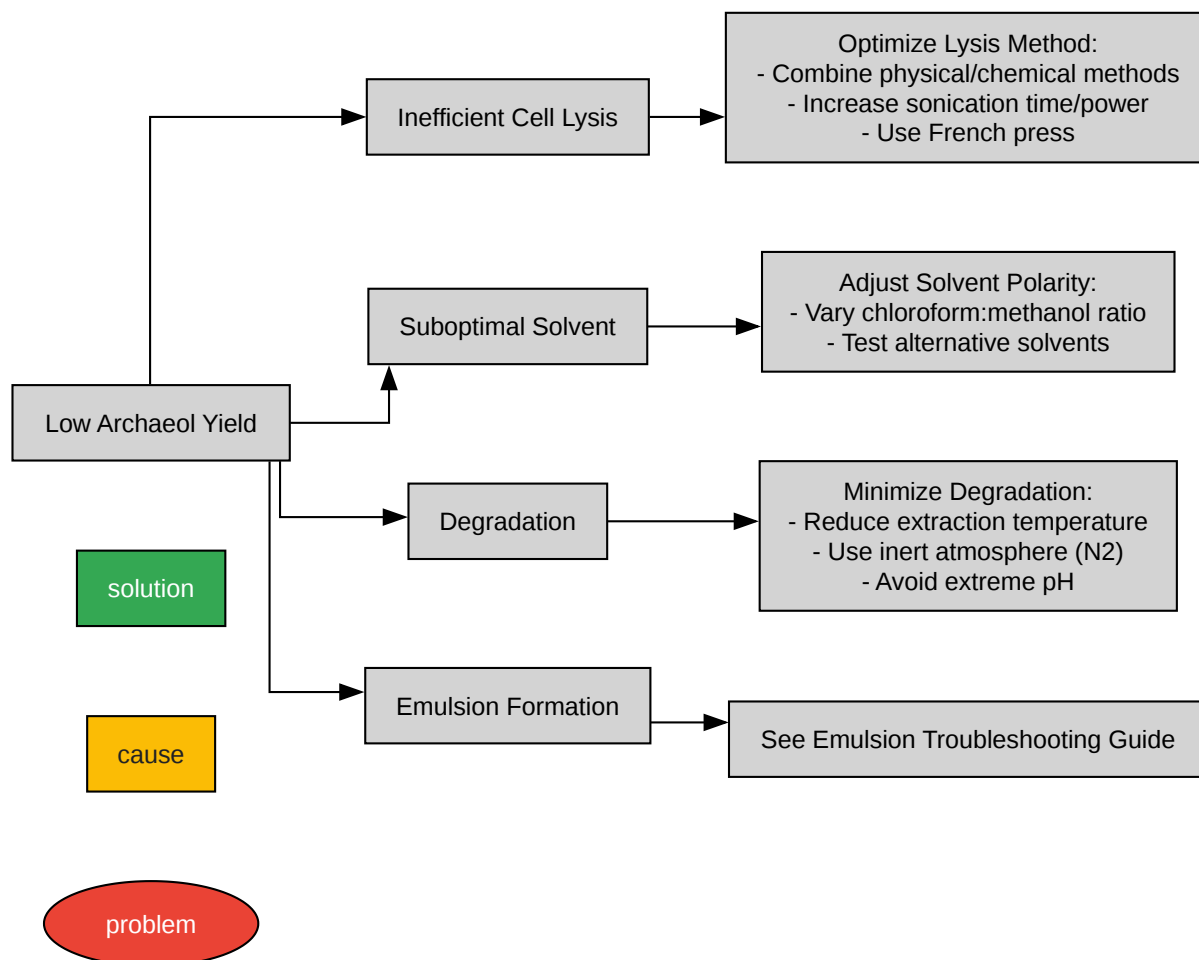 Optimize Lysis Method:
- Combine physical/chemical methods
- Increase sonication time/power
- Use French press
Inefficient Cell Lysis
Adjust Solvent Polarity:
- Vary chloroform:methanol ratio
- Test alternative solvents
Suboptimal Solvent
Low Archaeol Yield
Minimize Degradation:
- Reduce extraction temperature
- Use inert atmosphere (N2)
- Avoid extreme pH
Degradation
solution
Emulsion Formation
See Emulsion Troubleshooting Guide
cause
problem